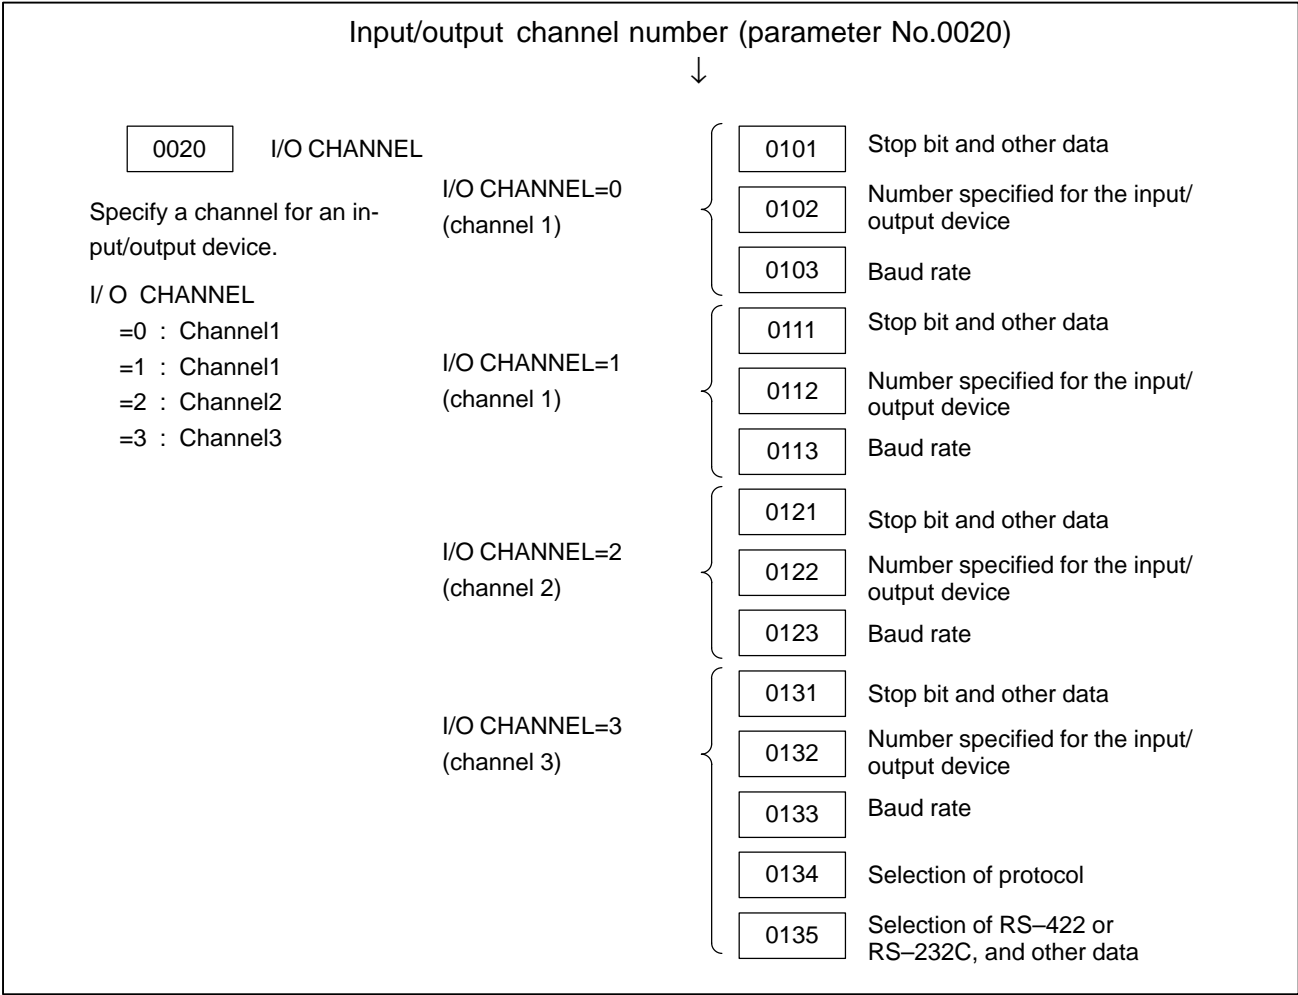 Input/output channel number (parameter No.0020)
↓
0020 I/O CHANNEL
Specify a channel for an in-
put/output device.
I/ O CHANNEL
=0 : Channel1
=1 : Channel1
=2 : Channel2
=3 : Channel3
I/O CHANNEL=0
(channel 1)
0101 Stop bit and other data
0102 Number specified for the input/
output device
0103 Baud rate
I/O CHANNEL=1
(channel 1)
0111 Stop bit and other data
0112 Number specified for the input/
output device
0113 Baud rate
I/O CHANNEL=2
(channel 2)
0121 Stop bit and other data
0122 Number specified for the input/
output device
0123 Baud rate
I/O CHANNEL=3
(channel 3)
0131 Stop bit and other data
0132 Number specified for the input/
output device
0133 Baud rate
0134 Selection of protocol
0135 Selection of RS–422 or
RS–232C, and other data